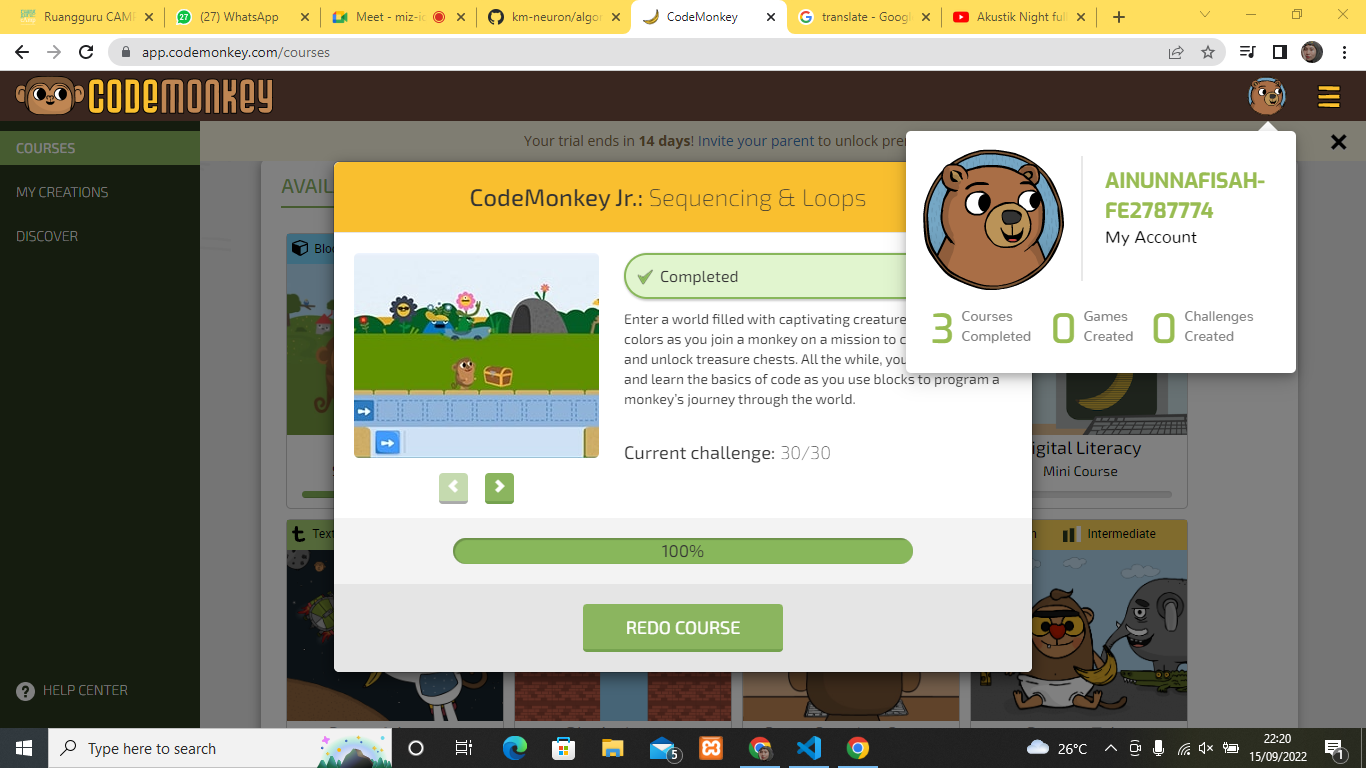 Ruangguru CAMP
(27) WhatsApp
Meet - miz-i
km-neuron/algor
CodeMonkey
translate - Googl
Akustik Night full
app.codemonkey.com/courses
CODEMONKEY
COURSES
MY CREATIONS
DISCOVER
HELP CENTER
Your trial ends in 14 days! Invite your parent to unlock pre
AVAIL
Bloc
CodeMonkey Jr.: Sequencing & Loops
Completed
Enter a world filled with captivating creature
colors as you join a monkey on a mission to c
and unlock treasure chests. All the while, you
and learn the basics of code as you use blocks to program a
monkey's journey through the world.
Current challenge: 30/30
100%
REDO COURSE
AINUNNAFISAH-
FE2787774
My Account
3 Courses Completed
0 Games Created
0 Challenges Created
igital Literacy
Mini Course
Text
Intermediate
Type here to search
5
26°C
22:20
15/09/2022
1